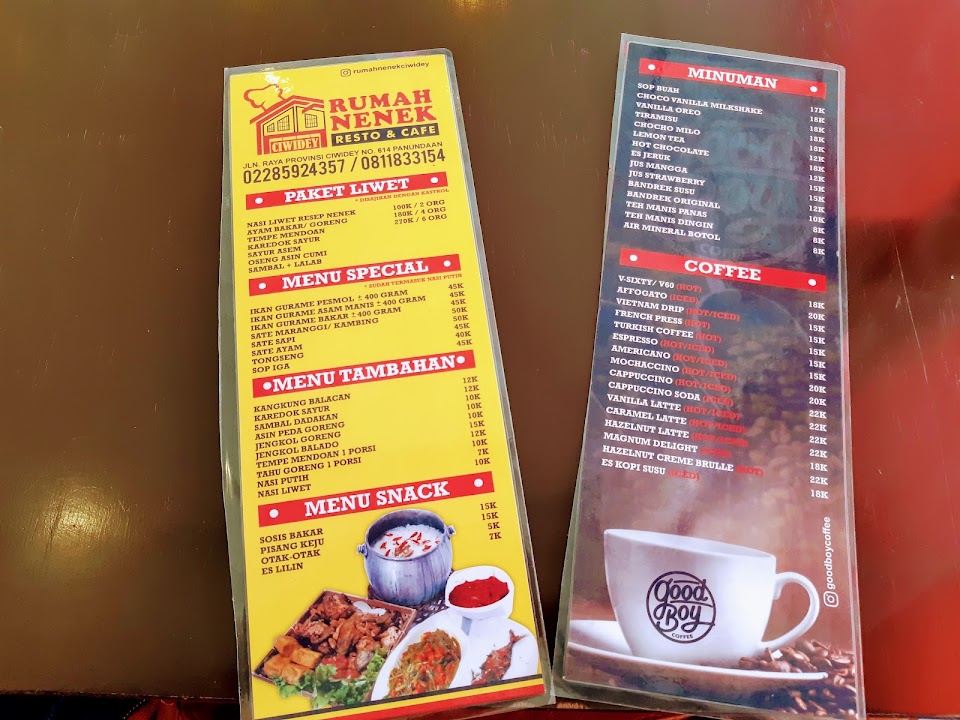 rumahnenekciwidey
CIWIDEY
RUMAH
NENEK
RESTO & CAFE
JLN. RAYA PROVINSI CIWIDEY NO. 614 PANUNDAAN
02285924357 / 0811833154
PAKET LIWET
* DISAJIKAN DENGAN KASTROL
NASI LIWET RESEP NENEK 100K / 2 ORG
AYAM BAKAR/ GORENG 180K / 4 ORG
TEMPE MENDOAN 270K / 6 ORG
KAREDOK SAYUR
SAYUR ASEM
OSENG ASIN CUMI
SAMBAL + LALAB
MENU SPECIAL
* SUDAH TERMASUK NASI PUTIH
IKAN GURAME PESMOL ± 400 GRAM 45K
IKAN GURAME ASAM MANIS ± 400 GRAM 45K
IKAN GURAME BAKAR ± 400 GRAM 45K
SATE MARANGGI/ KAMBING 50K
SATE SAPI 50K
SATE AYAM 45K
TONGSENG 40K
SOP IGA 45K
MENU TAMBAHAN
KANGKUNG BALACAN 12K
KAREDOK SAYUR 12K
SAMBAL DADAKAN 10K
ASIN PEDA GORENG 10K
JENGKOL GORENG 10K
JENGKOL BALADO 15K
TEMPE MENDOAN 1 PORSI 12K
TAHU GORENG 1 PORSI 10K
NASI PUTIH 7K
NASI LIWET 10K
MENU SNACK
SOSIS BAKAR 15K
PISANG KEJU 15K
OTAK-OTAK 5K
ES LILIN 7K
MINUMAN
SOP BUAH 17K
CHOCO VANILLA MILKSHAKE 18K
VANILLA OREO 18K
TIRAMISU 18K
CHOCHO MILO 18K
LEMON TEA 12K
HOT CHOCOLATE 18K
ES JERUK 12K
JUS MANGGA 15K
JUS STRAWBERRY 15K
BANDREK SUSU 12K
BANDREK ORIGINAL 10K
TEH MANIS PANAS 8K
TEH MANIS DINGIN 8K
AIR MINERAL BOTOL 8K
COFFEE
V-SIXTY/ V60 (HOT) 18K
AFFOGATO (ICED) 20K
VIETNAM DRIP (HOT/ICED) 15K
FRENCH PRESS (HOT) 15K
TURKISH COFFEE (HOT) 15K
ESPRESSO (HOT/ICED) 15K
AMERICANO (HOT/ICED) 15K
MOCHACCINO (HOT/ICED) 20K
CAPPUCCINO (HOT/ICED) 20K
CAPPUCCINO SODA (ICED) 22K
VANILLA LATTE (HOT/ICED) 22K
CARAMEL LATTE (HOT/ICED) 22K
HAZELNUT LATTE (HOT/ICED) 22K
MAGNUM DELIGHT 18K
HAZELNUT CREME BRULLE (HOT) 22K
ES KOPI SUSU (ICED) 18K
good
Boy
COFFEE
goodboycoffee